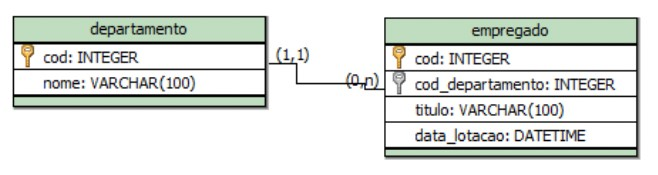 departamento
cod: INTEGER
nome: VARCHAR(100)
(1,1)
(0,n)
empregado
cod: INTEGER
cod_departamento: INTEGER
titulo: VARCHAR(100)
data_lotacao: DATETIME